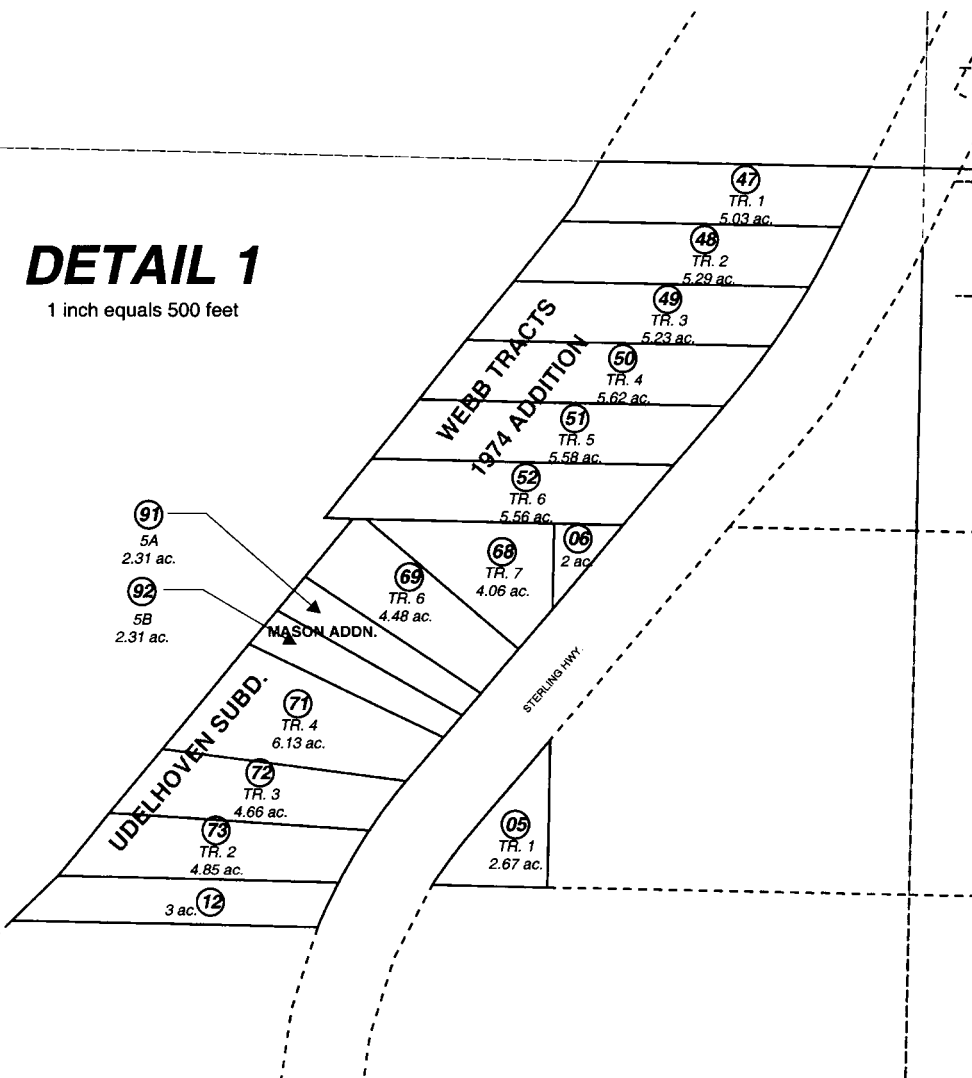 DETAIL 1
1 inch equals 500 feet
47
TR. 1
5.03 ac.
48
TR. 2
5.29 ac.
49
TR. 3
5.23 ac.
50
TR. 4
5.62 ac.
51
TR. 5
5.58 ac.
52
TR. 6
5.56 ac.
WEBB TRACTS
1974 ADDITION
06
2 ac.
68
TR. 7
4.06 ac.
69
TR. 6
4.48 ac.
91
5A
2.31 ac.
92
5B
2.31 ac.
MASON ADDN.
STERLING HWY.
UDELHOVEN SUBD.
71
TR. 4
6.13 ac.
72
TR. 3
4.66 ac.
73
TR. 2
4.85 ac.
3 ac. 12
05
TR. 1
2.67 ac.